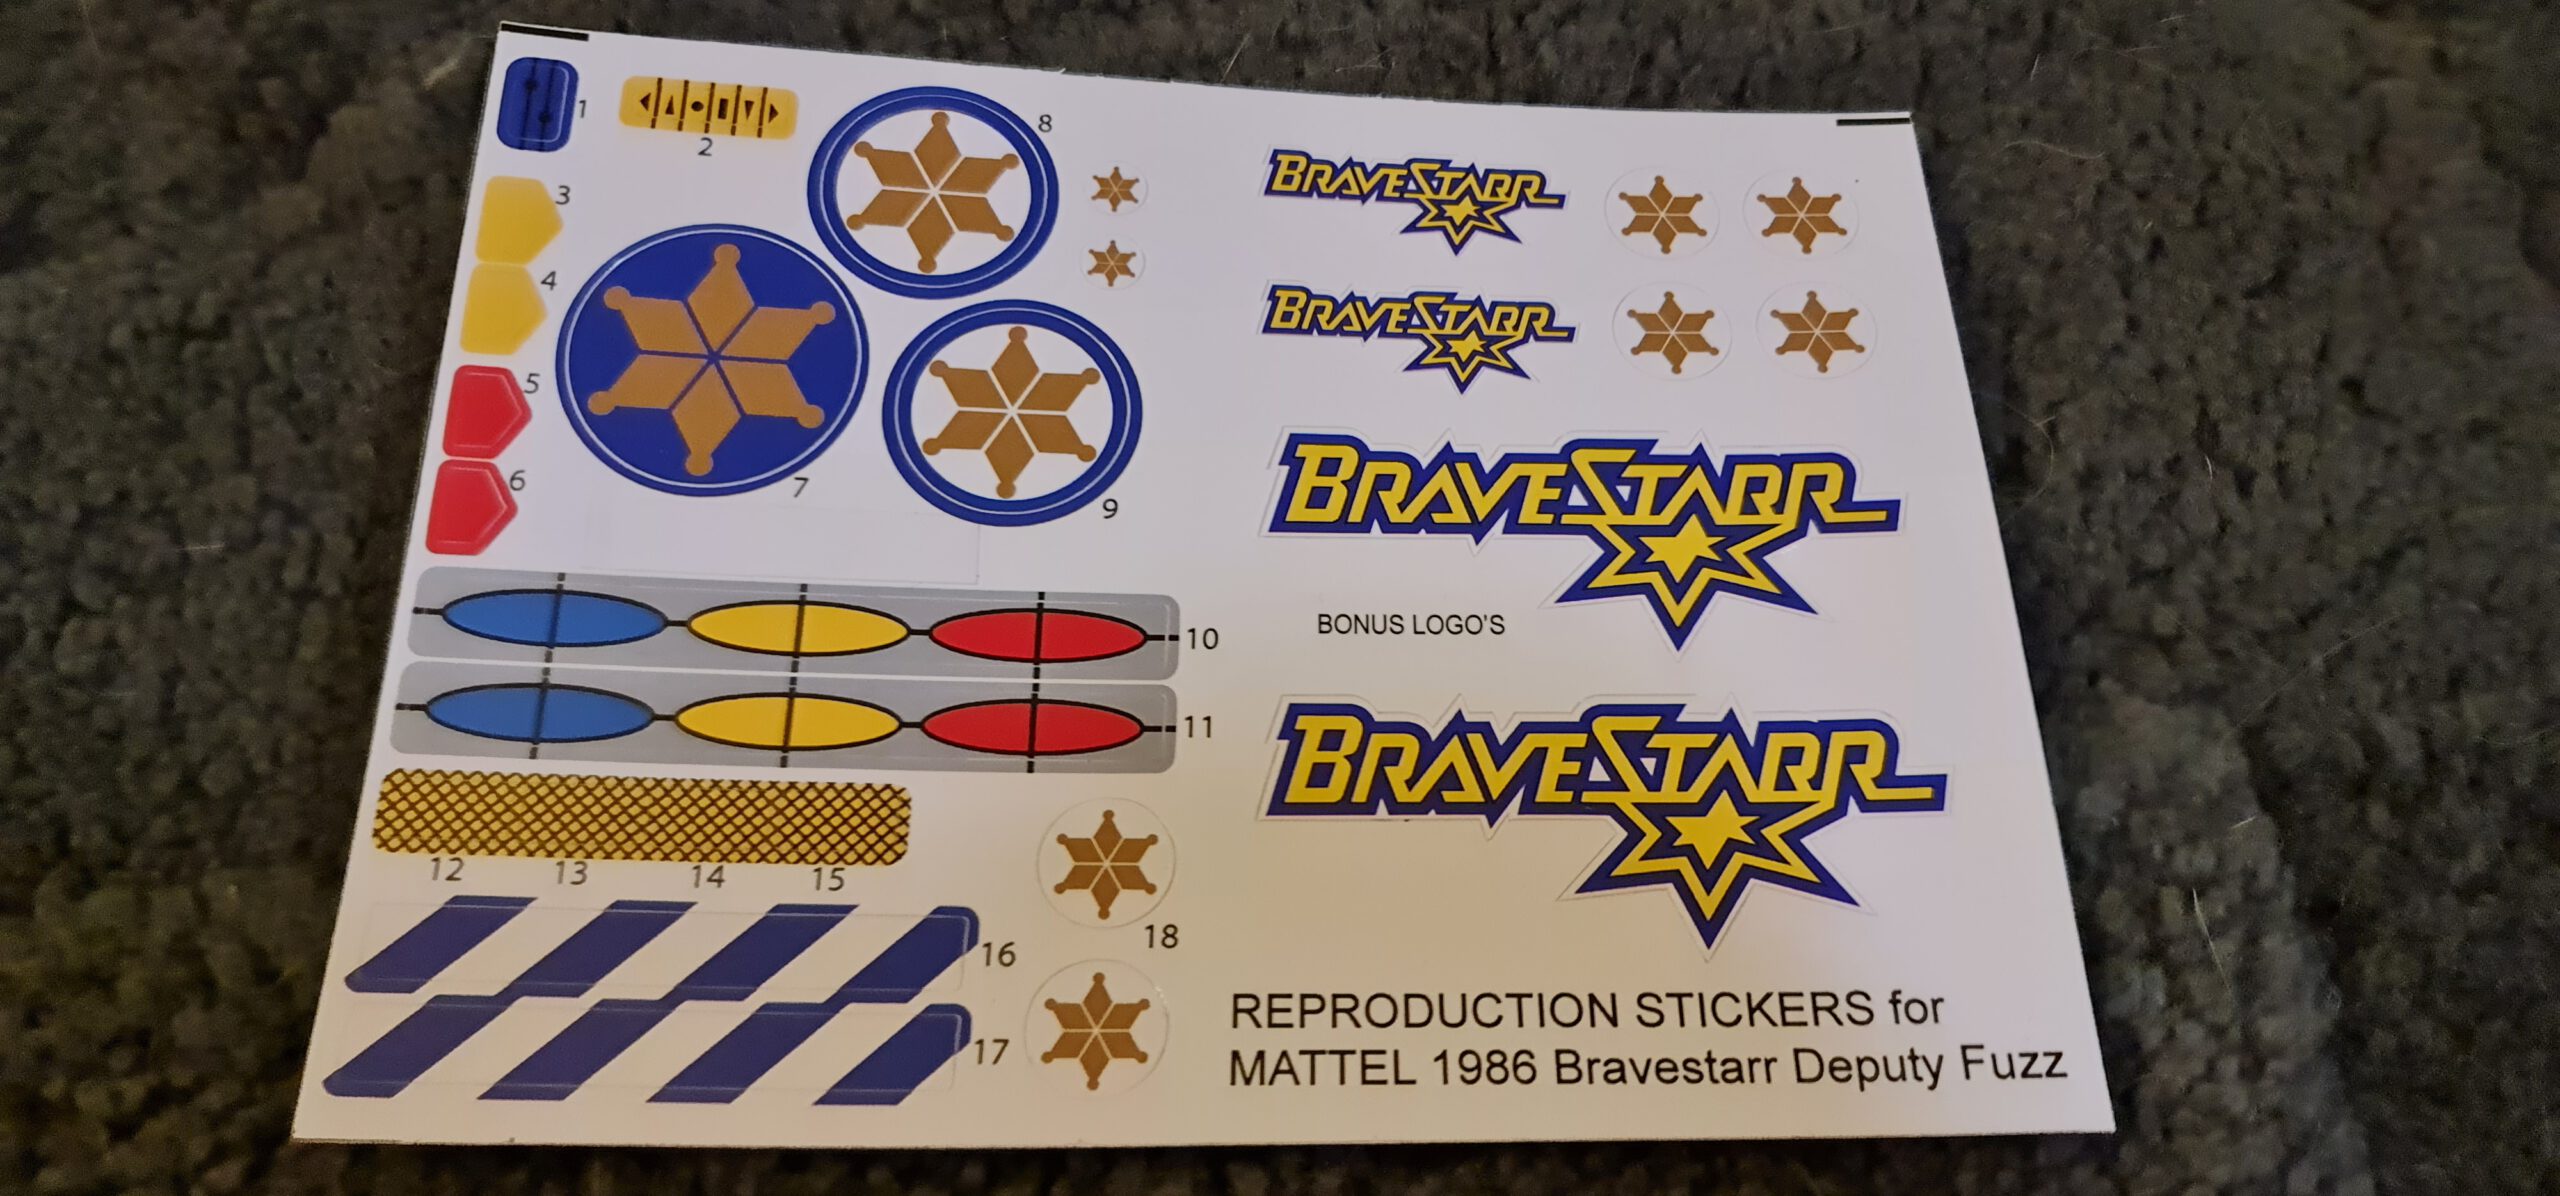 1
2
3
4
5
6
7
8
9
10
11
12 13 14 15
16
17
18
BRAVESTARR
BRAVESTARR
BRAVESTARR
BONUS LOGO'S
BRAVESTARR
REPRODUCTION STICKERS for
MATTEL 1986 Bravestarr Deputy Fuzz